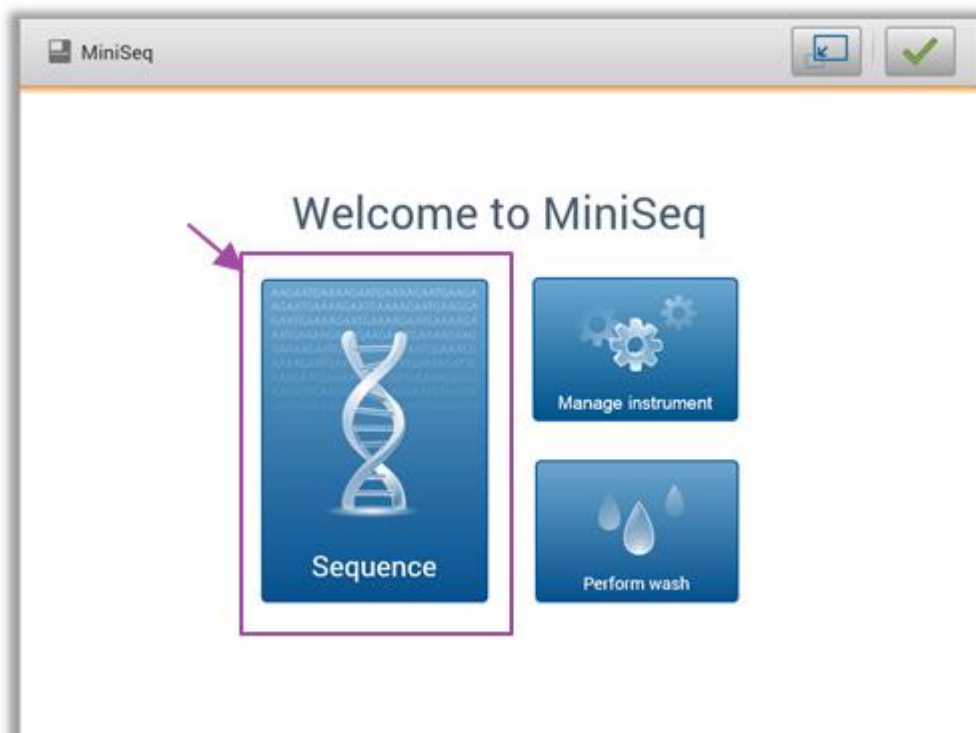 MiniSeq
Welcome to MiniSeq
Sequence
Manage instrument
Perform wash